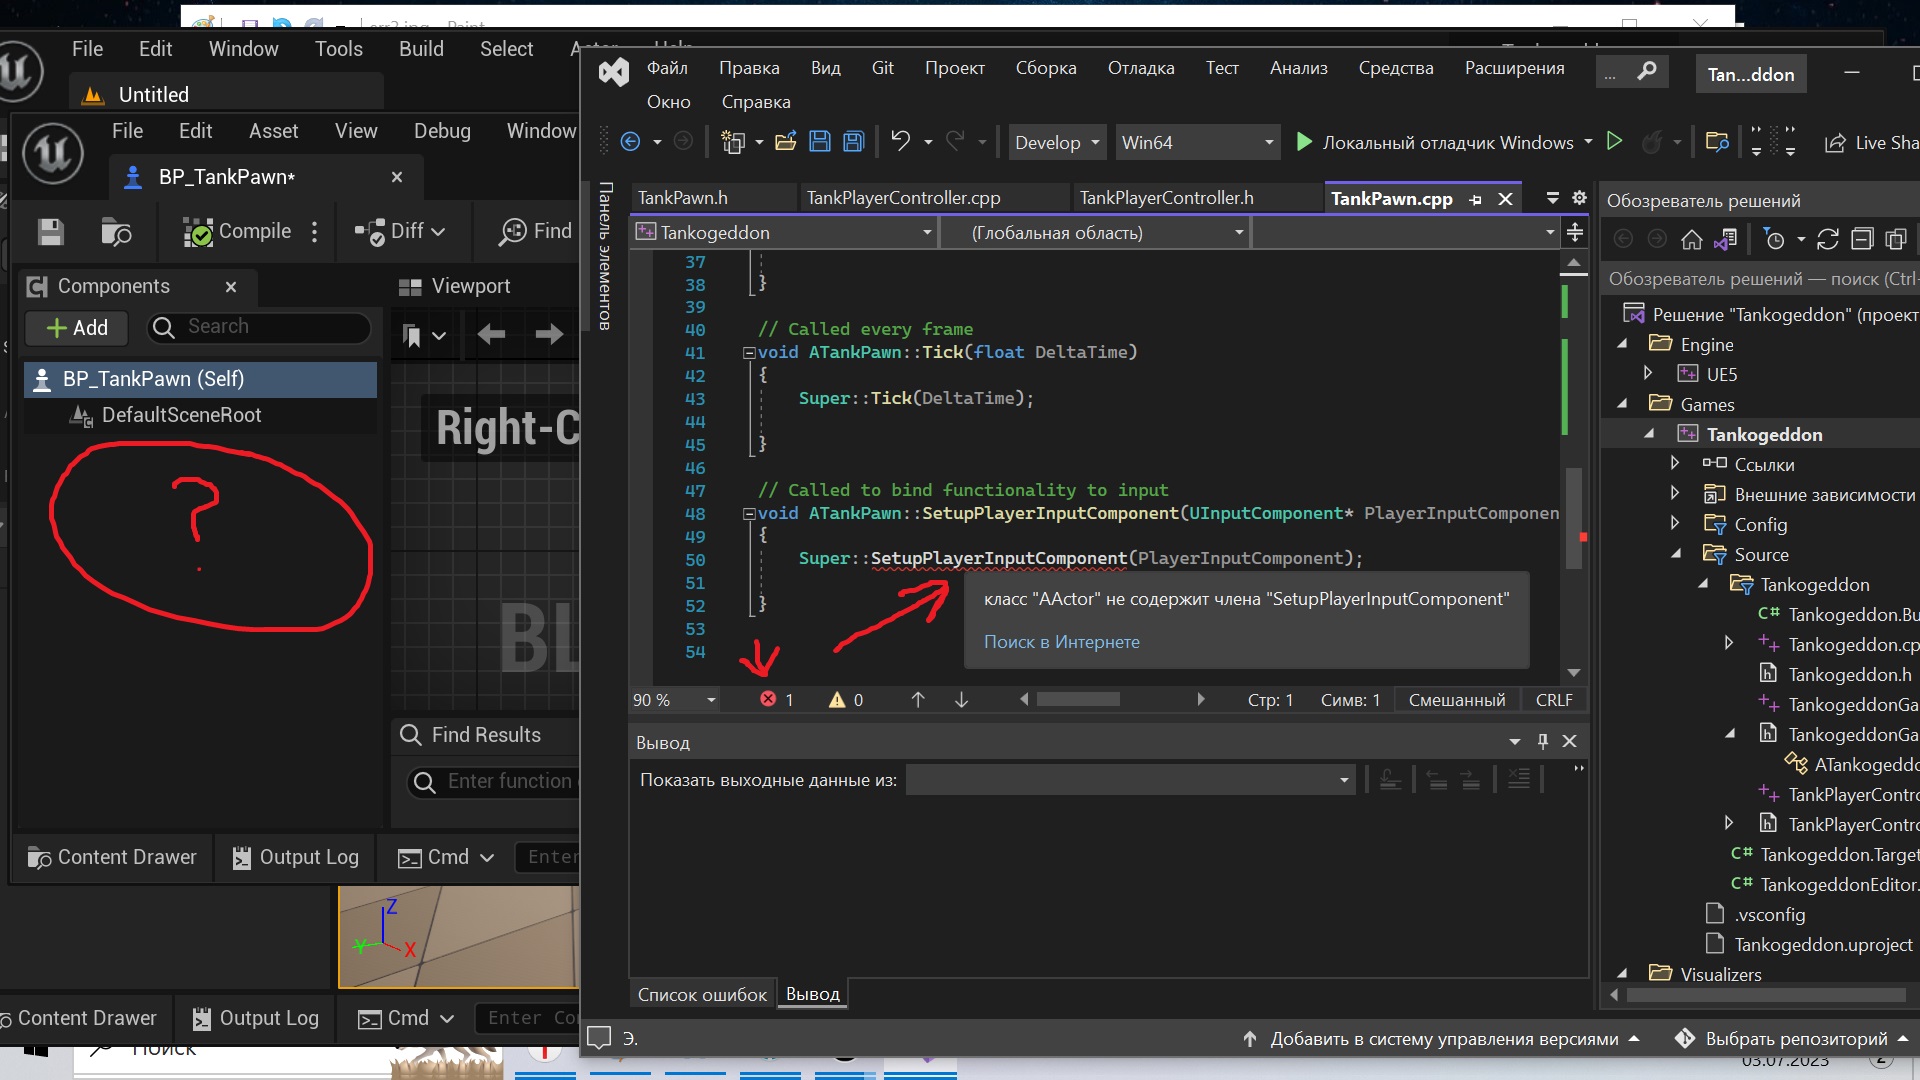 File Edit Window Tools Build Select
Untitled
File Edit Asset View Debug Window
BP_TankPawn*
Compile Diff Find
Components
Viewport
Add Search
BP_TankPawn (Self)
DefaultSceneRoot
Right-C
?
BL
Find Results
Enter function
Content Drawer Output Log Cmd Enter
Z
Y X
Content Drawer Output Log Cmd Enter Co
Поиск
Файл Правка Вид Git Проект Сборка Отладка Тест Анализ Средства Расширения
... Tan...ddon
Окно Справка
Develop Win64 Локальный отладчик Windows Live Sha
Панель элементов
TankPawn.h TankPlayerController.cpp TankPlayerController.h TankPawn.cpp
Tankogeddon (Глобальная область)
37
38 }
39
40 // Called every frame
41 void ATankPawn::Tick(float DeltaTime)
42 {
43 Super::Tick(DeltaTime);
44
45 }
46
47 // Called to bind functionality to input
48 void ATankPawn::SetupPlayerInputComponent(UInputComponent* PlayerInputComponen
49 {
50 Super::SetupPlayerInputComponent(PlayerInputComponent);
51
52 }
53
54
класс "AActor" не содержит члена "SetupPlayerInputComponent"
Поиск в Интернете
90 % 1 0 Стр: 1 Симв: 1 Смешанный CRLF
Вывод
Показать выходные данные из:
Список ошибок Вывод
Э. Добавить в систему управления версиями Выбрать репозиторий
Обозреватель решений
Обозреватель решений — поиск (Ctrl-
Решение "Tankogeddon" (проект
Engine
UE5
Games
Tankogeddon
Ссылки
Внешние зависимости
Config
Source
Tankogeddon
Tankogeddon.Bu
Tankogeddon.cp
Tankogeddon.h
TankogeddonGa
TankogeddonGa
ATankogeddo
TankPlayerContro
TankPlayerContro
Tankogeddon.Target
TankogeddonEditor.
.vsconfig
Tankogeddon.uproject
Visualizers
03.07.2023 2